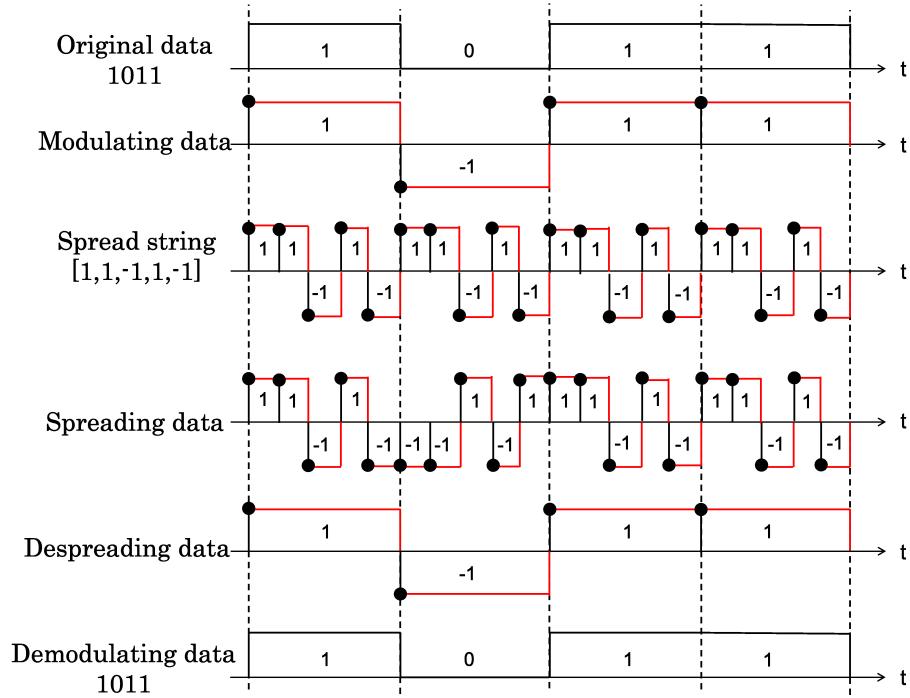 Original data
1011
1 0 1 1
t
Modulating data
1 -1 1 1
t
Spread string
[1,1,-1,1,-1]
1 1 -1 1 -1 1 1 -1 1 -1 1 1 -1 1 -1 1 1 -1 1 -1
t
Spreading data
1 1 -1 1 -1 -1 -1 1 -1 1 1 1 -1 1 -1 1 1 -1 1 -1
t
Despreading data
1 -1 1 1
t
Demodulating data
1011
1 0 1 1
t